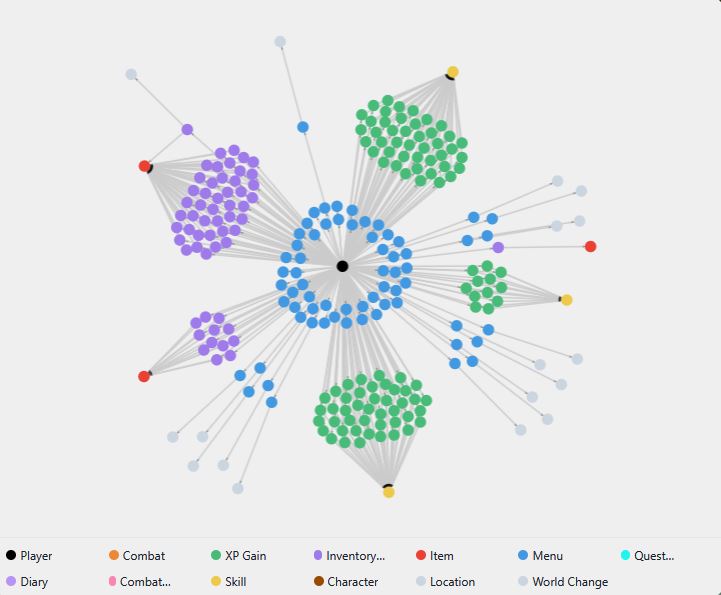 Player Combat XP Gain Inventory... Item Menu Quest...
Diary Combat... Skill Character Location World Change